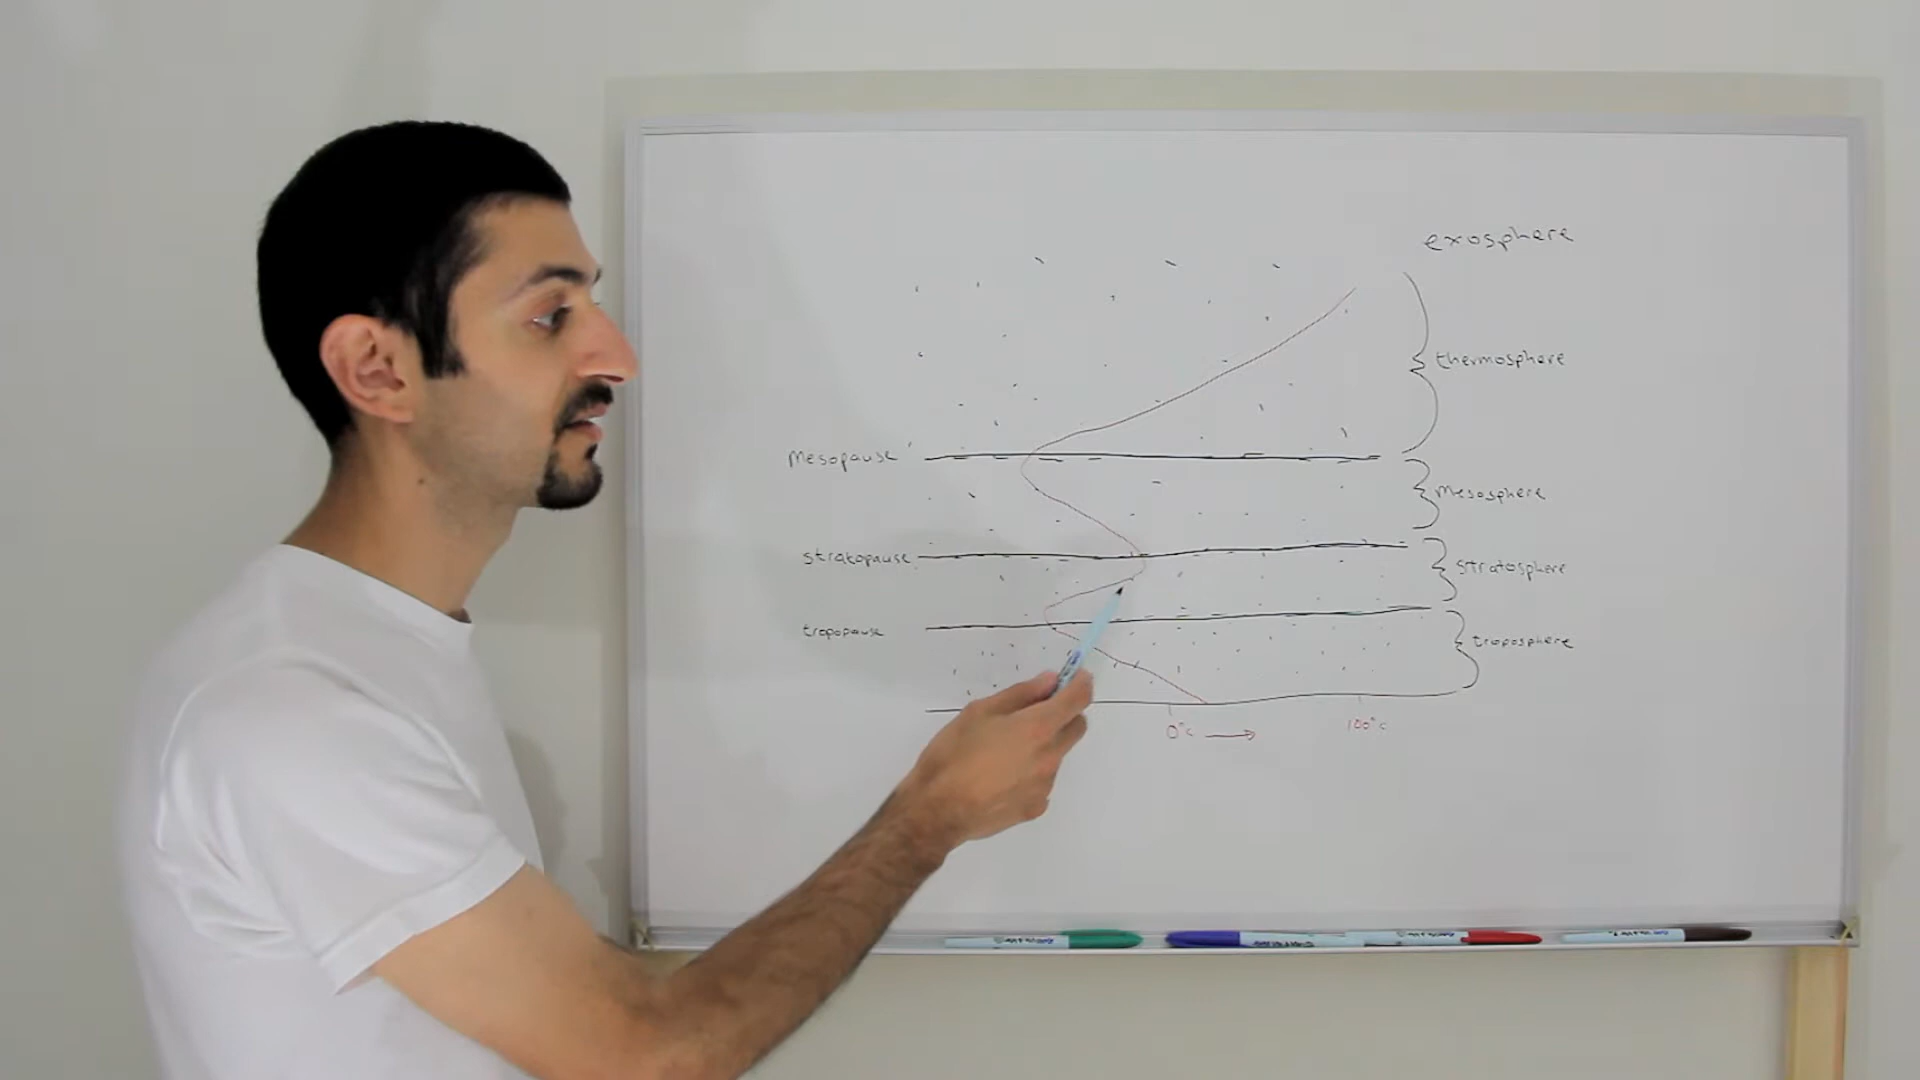 exosphere
thermosphere
Mesopause
Mesosphere
stratopause
stratosphere
tropopause
troposphere
0°C
100°C